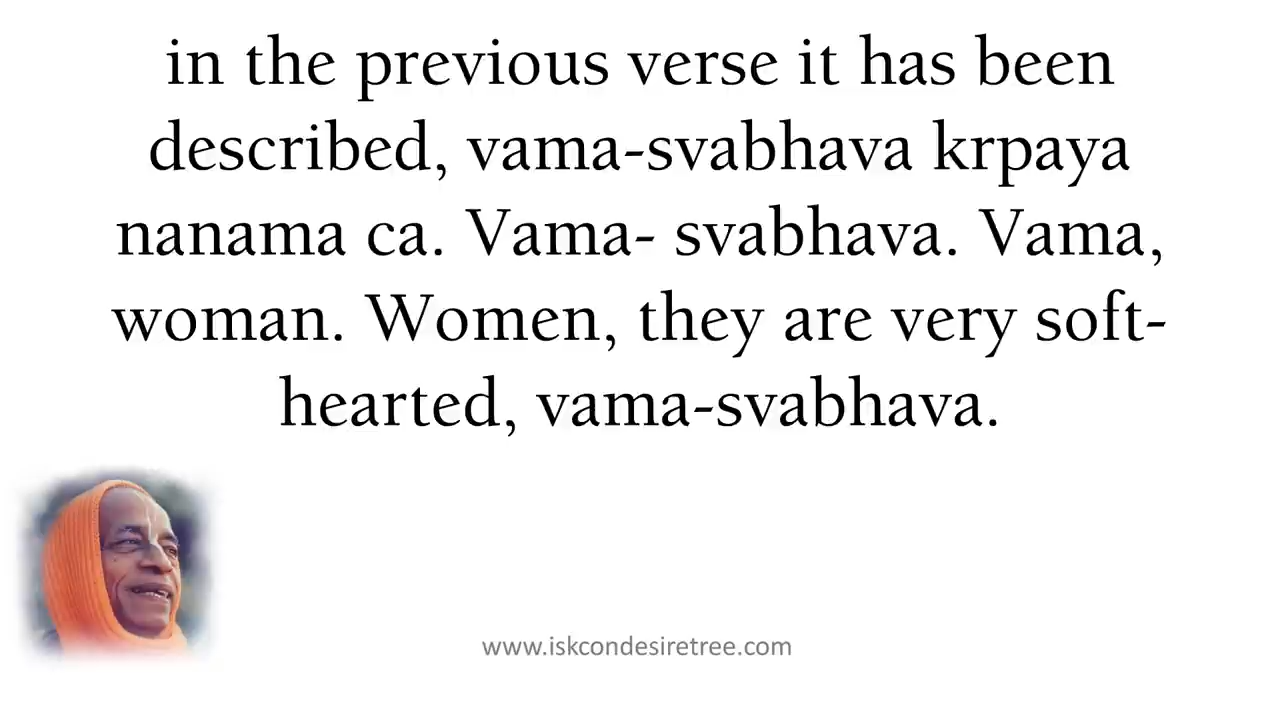 in the previous verse it has been
described, vama-svabhava krpaya
nanama ca. Vama- svabhava. Vama,
woman. Women, they are very soft-
hearted, vama-svabhava.
www.iskcondesiretree.com